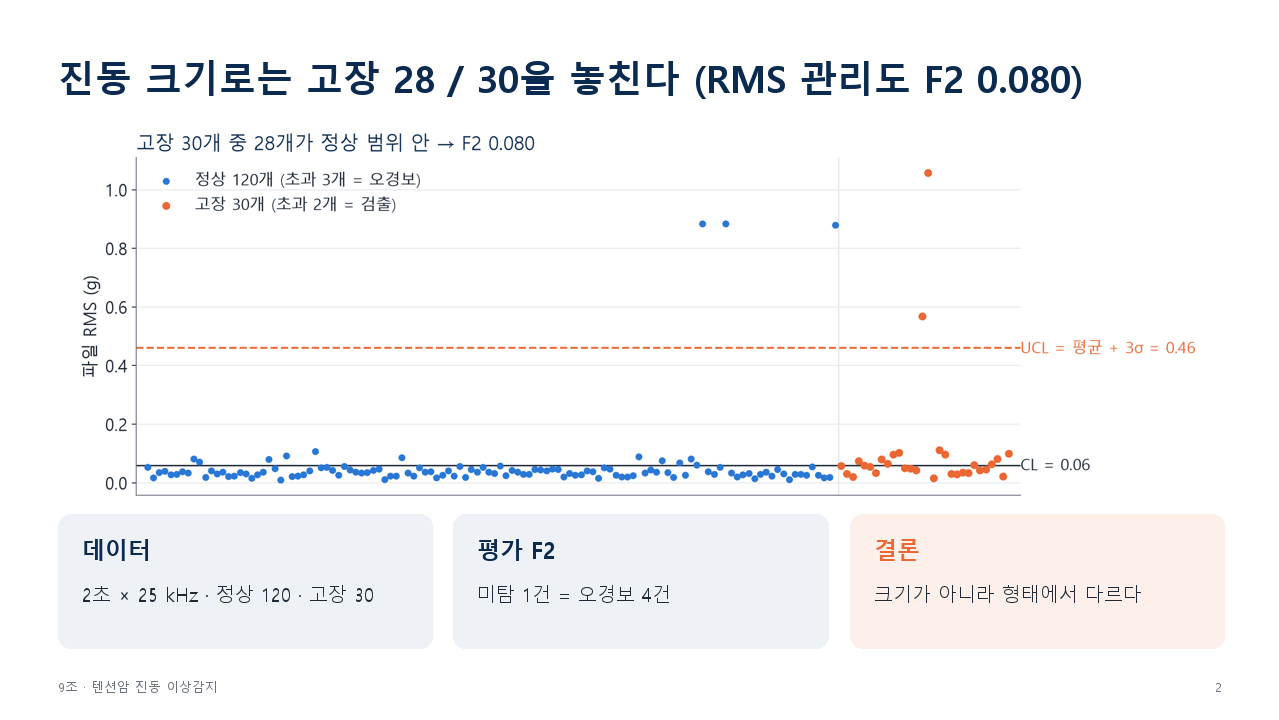 진동 크기로는 고장 28 / 30을 놓친다 (RMS 관리도 F2 0.080)
고장 30개 중 28개가 정상 범위 안 → F2 0.080
정상 120개 (초과 3개 = 오경보)
고장 30개 (초과 2개 = 검출)
파일 RMS (g)
1.0
0.8
0.6
0.4
0.2
0.0
UCL = 평균 + 3σ = 0.46
CL = 0.06
데이터
2초 × 25 kHz · 정상 120 · 고장 30
평가 F2
미탐 1건 = 오경보 4건
결론
크기가 아니라 형태에서 다르다
9조 · 텐션암 진동 이상감지
2